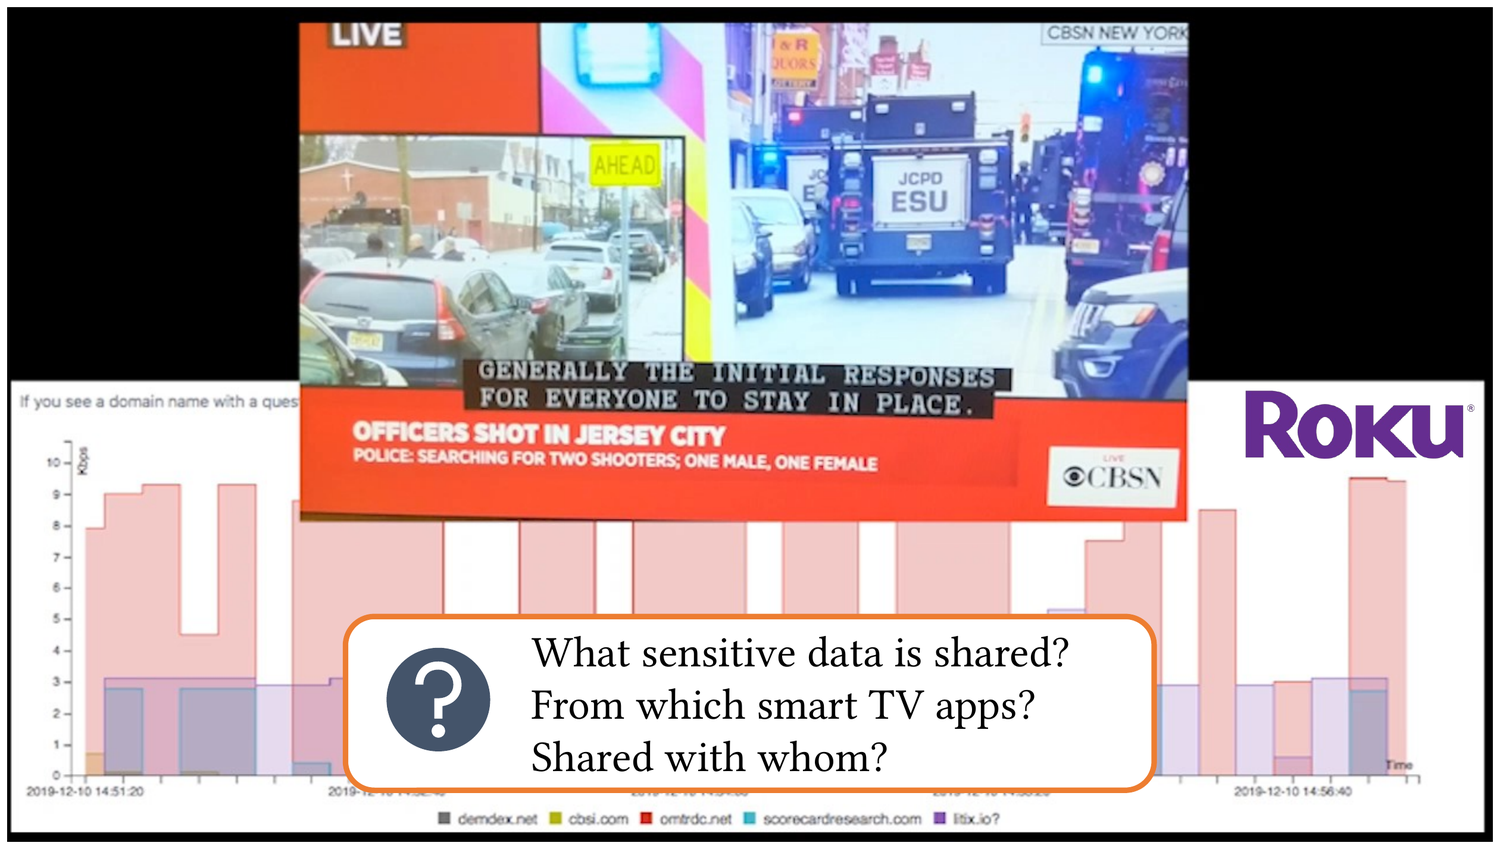 LIVE
CBSN NEW YORK
& R
QUORS
LOTTERY
AHEAD
JC
JCPD
ESU
GENERALLY THE INITIAL RESPONSES
FOR EVERYONE TO STAY IN PLACE.
OFFICERS SHOT IN JERSEY CITY
POLICE: SEARCHING FOR TWO SHOOTERS; ONE MALE, ONE FEMALE
LIVE
CBSN
If you see a domain name with a ques
ROKU®
Kbps
10
9
8
7
6
5
4
3
2
1
0
What sensitive data is shared?
From which smart TV apps?
Shared with whom?
Time
2019-12-10 14:51:20
2019-12-10 14:56:40
demdex.net cbsi.com omtrdc.net scorecardresearch.com litix.io?